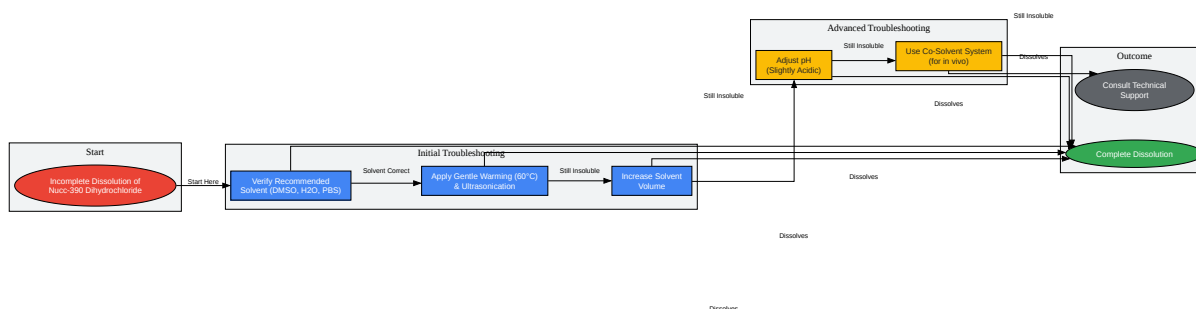 Still Insoluble
Advanced Troubleshooting
Still Insoluble
Adjust pH
(Slightly Acidic)
Use Co-Solvent System
(for in vivo)
Dissolves
Outcome
Consult Technical
Support
Still Insoluble
Dissolves
Start
Incomplete Dissolution of
Nucc-390 Dihydrochloride
Start Here
Initial Troubleshooting
Verify Recommended
Solvent (DMSO, H2O, PBS)
Solvent Correct
Apply Gentle Warming (60°C)
& Ultrasonication
Still Insoluble
Increase Solvent
Volume
Complete Dissolution
Dissolves
Dissolves
Dissolves